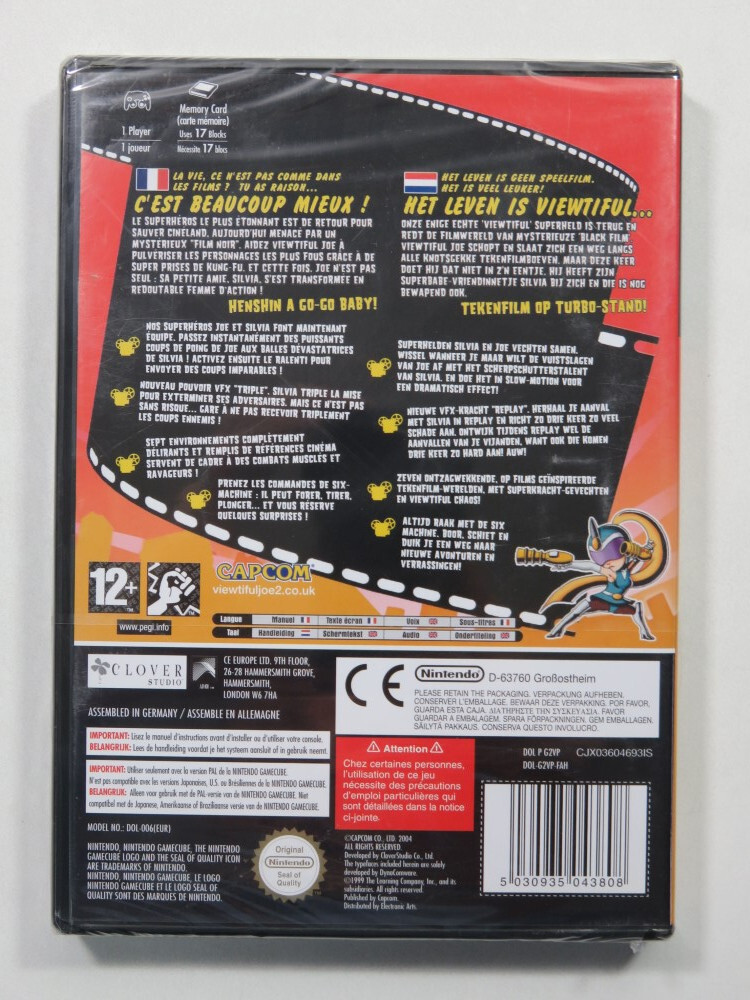 1 Player
1 joueur
Memory Card
(carte mémoire)
Uses 17 Blocks
Nécessite 17 blocs
LA VIE, CE N'EST PAS COMME DANS
LES FILMS ? TU AS RAISON...
C'EST BEAUCOUP MIEUX !
LE SUPERHÉROS LE PLUS ETONNANT EST DE RETOUR POUR
SAUVER CINELAND, AUJOURD'HUI MENACÉ PAR UN
MYSTÉRIEUX "FILM NOIR". AIDEZ VIEWTIFUL JOE À
PULVERISER LES PERSONNAGES LES PLUS FOUS GRÂCE À DE
SUPER PRISES DE KUNG-FU. ET CETTE FOIS, JOE N'EST PAS
SEUL : SA PETITE AMIE, SILVIA, S'EST TRANSFORMÉE EN
REDOUTABLE FEMME D'ACTION !
HENSHIN A GO-GO BABY!
NOS SUPERHÉROS JOE ET SILVIA FONT MAINTENANT
ÉQUIPE. PASSEZ INSTANTANÉMENT DES PUISSANTS
COUPS DE POING DE JOE AUX BALLES DÉVASTATRICES
DE SILVIA ! ACTIVEZ ENSUITE LE RALENTI POUR
ENVOYER DES COUPS IMPARABLES !
NOUVEAU POUVOIR VFX "TRIPLE". SILVIA TRIPLE LA MISE
POUR EXTERMINER SES ADVERSAIRES. MAIS CE N'EST PAS
SANS RISQUE... GARE À NE PAS RECEVOIR TRIPLEMENT
LES COUPS ENNEMIS !
SEPT ENVIRONNEMENTS COMPLÈTEMENT
DÉLIRANTS ET REMPLIS DE RÉFÉRENCES CINÉMA
SERVENT DE CADRE À DES COMBATS MUSCLÉS ET
RAVAGEURS !
PRENEZ LES COMMANDES DE SIX-
MACHINE : IL PEUT FORER, TIRER,
PLONGER... ET VOUS RÉSERVE
QUELQUES SURPRISES !
HET LEVEN IS GEEN SPEELFILM.
HET IS VEEL LEUKER!
HET LEVEN IS VIEWTIFUL...
ONZE ENIGE ECHTE 'VIEWTIFUL' SUPERHELD IS TERUG EN
REDT DE FILMWERELD VAN MYSTERIEUZE 'BLACK FILM'
VIEWTIFUL JOE SCHOPT EN SLAAT ZICH EEN WEG LANGS
ALLE KNOTSGEKKE TEKENFILMBOEVEN. MAAR DEZE KEER
DOET HIJ DAT NIET IN Z'N EENTJE. HIJ HEEFT ZIJN
SUPERBABE-VRIENDINNETJE SILVIA BIJ ZICH EN DIE IS NOG
BEWAPEND OOK.
TEKENFILM OP TURBO-STAND!
SUPERHELDEN SILVIA EN JOE VECHTEN SAMEN.
WISSEL WANNEER JE MAAR WILT DE VUISTSLAGEN
VAN JOE AF MET HET SCHERPSCHUTTERSTALENT
VAN SILVIA. EN DOE HET IN SLOW-MOTION VOOR
EEN DRAMATISCH EFFECT!
NIEUWE VFX-KRACHT "REPLAY". HERHAAL JE AANVAL
MET SILVIA IN REPLAY EN RICHT ZO DRIE KEER ZO VEEL
SCHADE AAN. ONTWIJK TIJDENS REPLAY WEL DE
AANVALLEN VAN JE VIJANDEN, WANT OOK DIE KOMEN
DRIE KEER ZO HARD AAN! AUW!
ZEVEN ONTZAGWEKKENDE, OP FILMS GEÏNSPIREERDE
TEKENFILM-WERELDEN, MET SUPERKRACHT-GEVECHTEN
EN VIEWTIFUL CHAOS!
ALTIJD RAAK MET DE SIX
MACHINE. BOOR, SCHIET EN
DUIK JE EEN WEG NAAR
NIEUWE AVONTUREN EN
VERRASSINGEN!
12+
www.pegi.info
CAPCOM
viewtifuljoe2.co.uk
Langue Manuel Texte écran Voix Sous-titres
Taal Handleiding Schermtekst Audio Ondertiteling
CLOVER
STUDIO
CE EUROPE LTD. 9TH FLOOR,
26-28 HAMMERSMITH GROVE,
HAMMERSMITH,
LONDON W6 7HA
ASSEMBLED IN GERMANY / ASSEMBLE EN ALLEMAGNE
IMPORTANT: Lisez le manuel d'instructions avant d'installer ou d'utiliser votre console.
BELANGRIJK: Lees de handleiding voordat je het systeem aansluit of in gebruik neemt.
IMPORTANT: Utiliser seulement avec la version PAL de la NINTENDO GAMECUBE.
N'est pas compatible avec les versions Japonaises, U.S. ou Brésiliennes de la NINTENDO GAMECUBE.
BELANGRIJK: Alleen voor gebruik met de PAL-versie van de NINTENDO GAMECUBE. Niet
compatibel met de Japanse, Amerikaanse of Braziliaanse versie van de NINTENDO GAMECUBE.
MODEL NO.: DOL-006(EUR)
NINTENDO, NINTENDO GAMECUBE, THE NINTENDO
GAMECUBE LOGO AND THE SEAL OF QUALITY ICON
ARE TRADEMARKS OF NINTENDO.
NINTENDO, NINTENDO GAMECUBE, LE LOGO
NINTENDO GAMECUBE ET LE LOGO SEAL OF
QUALITY SONT DES MARQUES DE NINTENDO.
Original
Nintendo
Seal of
Quality
CE
Nintendo D-63760 Großostheim
PLEASE RETAIN THE PACKAGING. VERPACKUNG AUFHEBEN.
CONSERVER L'EMBALLAGE. BEWAAR DEZE VERPAKKING. POR FAVOR,
GUARDA ESTA CAJA. ΔΙΑΤΗΡΗΣΤΕ ΤΗΝ ΣΥΣΚΕΥΑΣΙΑ. FAVOR
GUARDAR A EMBALAGEM. SPARA FÖRPACKNINGEN. GEM EMBALLAGEN.
SÄILYTÄ PAKKAUS. CONSERVA QUESTO INVOLUCRO.
Attention
Chez certaines personnes,
l'utilisation de ce jeu
nécessite des précautions
d'emploi particulières qui
sont détaillées dans la notice
ci-jointe.
DOL P G2VP
DOL-G2VP-FAH
CJX03604693IS
©CAPCOM CO., LTD. 2004
ALL RIGHTS RESERVED.
Developed by CloverStudio Co., Ltd.
The typefaces included herein are solely
developed by DynaComware.
©1999 The Learning Company, Inc., and its
subsidiaries. All rights reserved.
Published by Capcom.
Distributed by Electronic Arts.
5 030935 043808